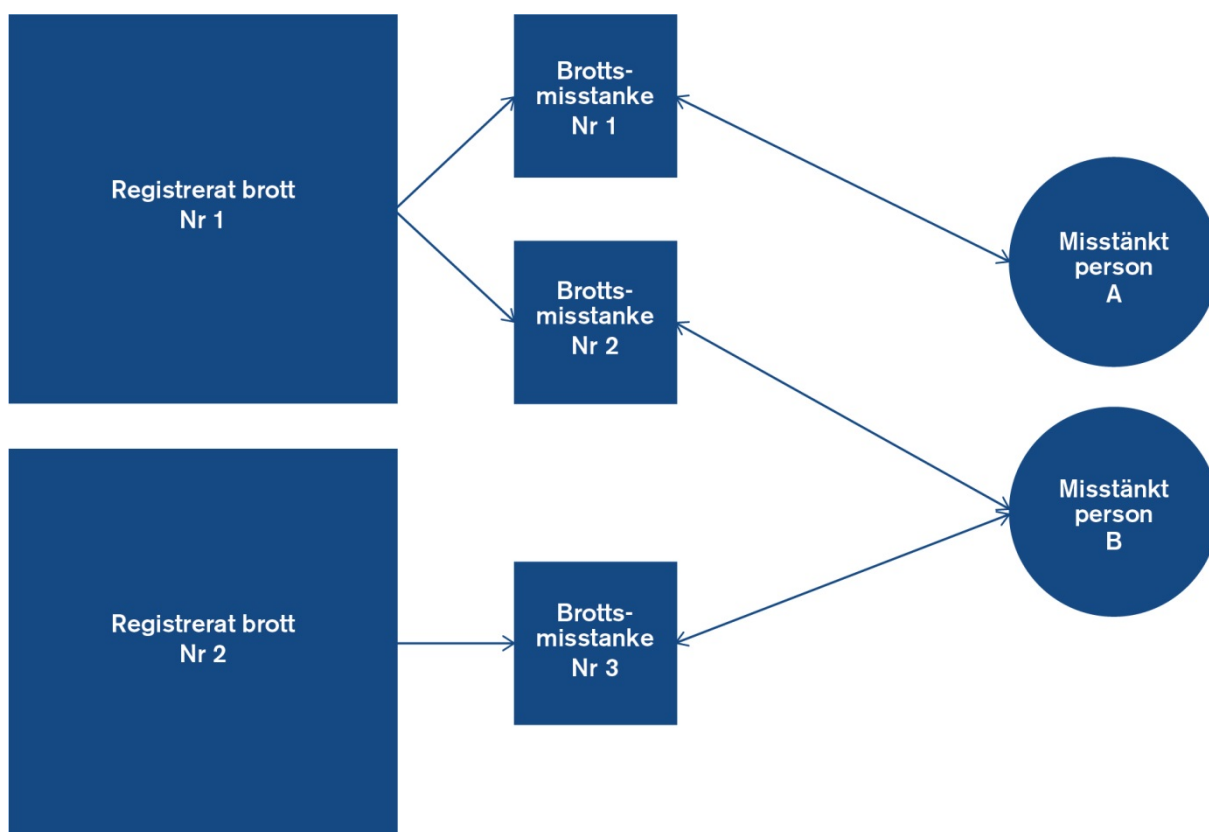 Registrerat brott
Nr 1
Brotts-
misstanke
Nr 1
Brotts-
misstanke
Nr 2
Misstänkt
person
A
Misstänkt
person
B
Registrerat brott
Nr 2
Brotts-
misstanke
Nr 3